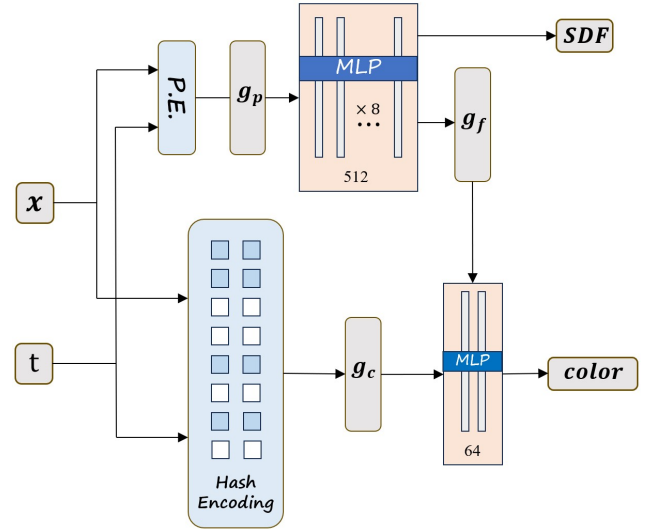 SDF
P.E.
g_p
MLP
× 8
...
g_f
512
x
t
g_c
MLP
color
64
Hash
Encoding